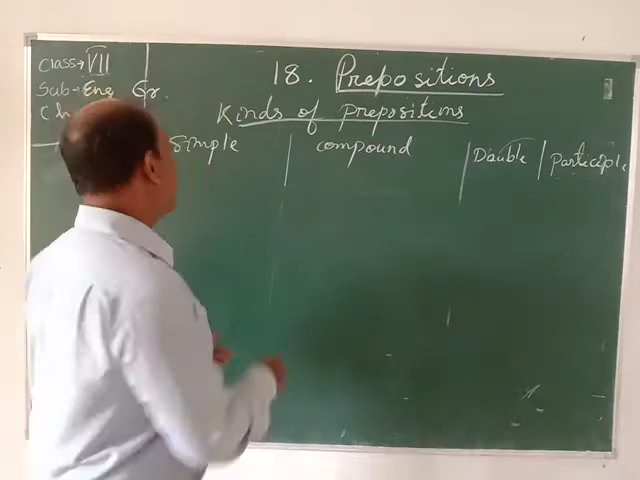 Class→ VII
18. Prepositions
Sub→ Eng Gr.
Kinds of prepositions
Ch
simple compound Double Participle